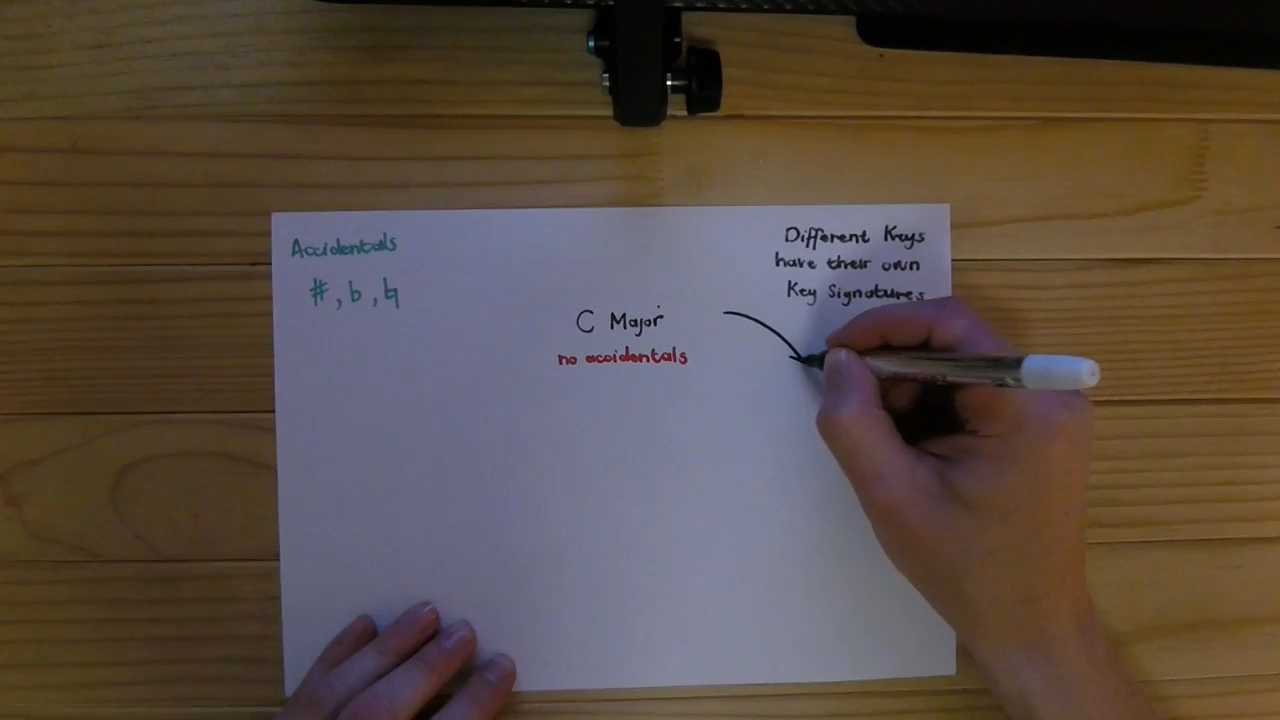 Accidentals
#, b, ♮
Different Keys
have their own
Key Signatures
C Major
no accidentals